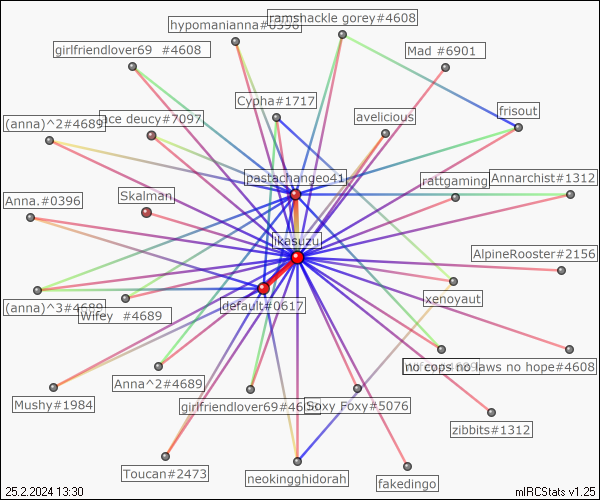 hypomanianna#6398
ramshackle gorey#4608
girlfriendlover69 #4608
Mad #6901
Cypha#1717
avelicious
frisout
(anna)^2#4689
ace deucy#7097
pastachangeo41
rattgaming
Annarchist#1312
Skalman
Anna.#0396
ikasuzu
AlpineRooster#2156
xenoyaut
(anna)^3#4689
Wifey #4689
default#0617
no cops no laws no hope#4608
Anna^2#4689
Mushy#1984
girlfriendlover69#4608
Soxy Foxy#5076
zibbits#1312
Toucan#2473
neokingghidorah
fakedingo
25.2.2024 13:30
mIRCStats v1.25